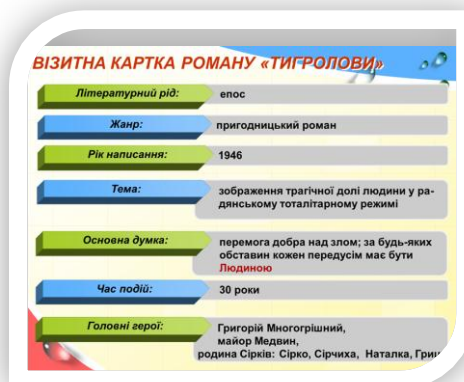 ВІЗИТНА КАРТКА РОМАНУ «ТИГРОЛОВИ»
Літературний рід: епос
Жанр: пригодницький роман
Рік написання: 1946
Тема: зображення трагічної долі людини у ра-
дянському тоталітарному режимі
Основна думка: перемога добра над злом; за будь-яких
обставин кожен передусім має бути
Людиною
Час подій: 30 роки
Головні герої: Григорій Многогрішний,
майор Медвин,
родина Сірків: Сірко, Сірчиха, Наталка, Гриц